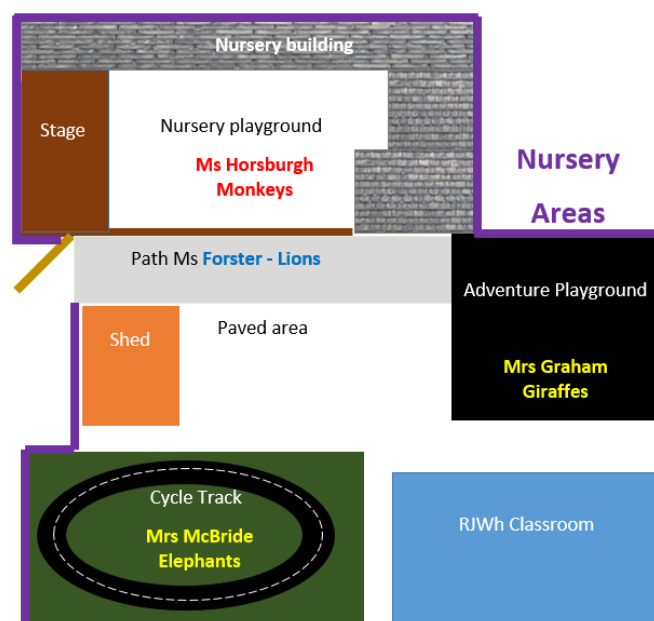 Nursery building
Stage
Nursery playground
Ms Horsburgh
Monkeys
Nursery
Areas
Path Ms Forster - Lions
Adventure Playground
Mrs Graham
Giraffes
Shed
Paved area
Cycle Track
Mrs McBride
Elephants
RJWh Classroom